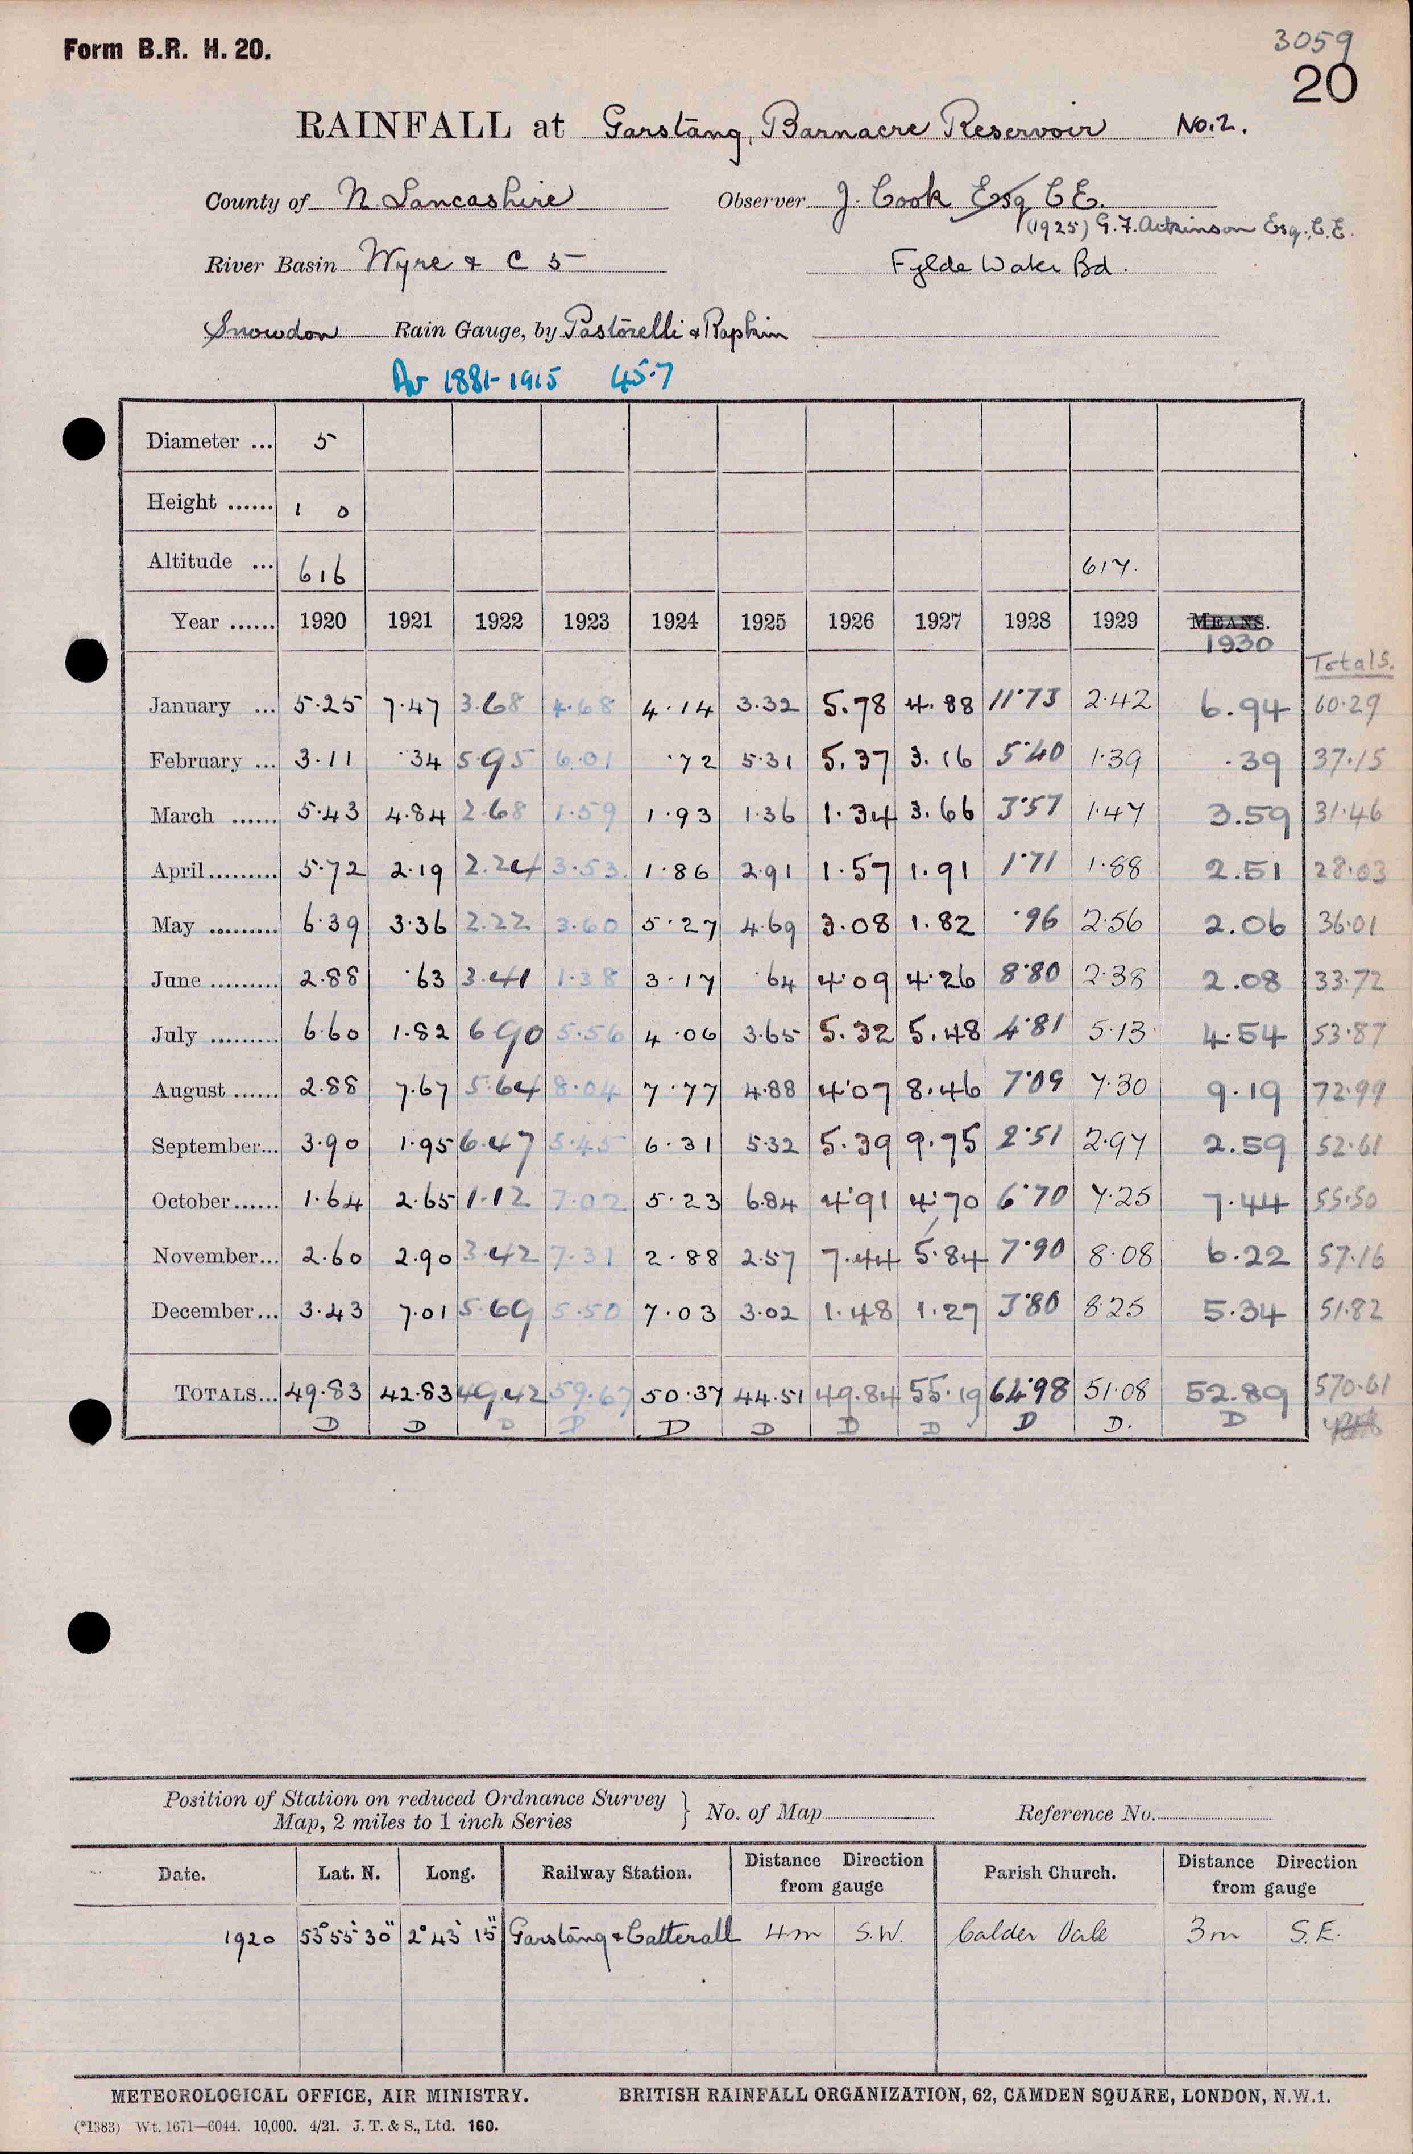 3059
Form B.R. H. 20.
20
RAINFALL at Garstang, Barnacre Reservoir No. 2.
County of N Lancashire Observer J. Cook Esq C.E.
(1925) G. F. Atkinson Esq., C.E.
River Basin Wyre & C 5 Fylde Water Bd.
Snowdon Rain Gauge, by Pastorelli & Rapkin
Av 1881-1915 45.7
Diameter ... 5
Height ...... 1 0
Altitude ... 616 617.
Year ...... 1920 1921 1922 1923 1924 1925 1926 1927 1928 1929 MEANS.
1930
Totals.
January ... 5.25 7.47 3.68 4.68 4.14 3.32 5.78 4.88 11.73 2.42 6.94 60.29
February ... 3.11 .34 5.95 6.01 .72 5.31 5.37 3.16 5.40 1.39 .39 37.15
March ...... 5.43 4.84 2.68 1.59 1.93 1.36 1.34 3.66 3.57 1.47 3.59 31.46
April......... 5.72 2.19 2.24 3.53 1.86 2.91 1.57 1.91 1.71 1.88 2.51 28.03
May ......... 6.39 3.36 2.22 3.60 5.27 4.69 3.08 1.82 .96 2.56 2.06 36.01
June ......... 2.88 .63 3.41 1.38 3.17 .64 4.09 4.26 8.80 2.38 2.08 33.72
July ......... 6.60 1.82 6.90 5.56 4.06 3.65 5.32 5.48 4.81 5.13 4.54 53.87
August ...... 2.88 7.67 5.64 8.04 7.77 4.88 4.07 8.46 7.09 7.30 9.19 72.99
September... 3.90 1.95 6.47 5.45 6.31 5.32 5.39 9.75 2.51 2.97 2.59 52.61
October...... 1.64 2.65 1.12 7.02 5.23 6.84 4.91 4.70 6.70 7.25 7.44 55.50
November... 2.60 2.90 3.42 7.31 2.88 2.57 7.44 5.84 7.90 8.08 6.22 57.16
December... 3.43 7.01 5.69 5.50 7.03 3.02 1.48 1.27 3.80 8.25 5.34 51.82
TOTALS... 49.83 42.83 49.42 59.67 50.37 44.51 49.84 55.19 64.98 51.08 52.89 570.61
D D D D D D D D D D. D
Position of Station on reduced Ordnance Survey
Map, 2 miles to 1 inch Series } No. of Map Reference No.
Date. Lat. N. Long. Railway Station. Distance Direction from gauge Parish Church. Distance Direction from gauge
1920 53° 55' 30" 2° 43' 15" Garstang & Catterall 4m S.W. Calder Vale 3m S.E.
METEOROLOGICAL OFFICE, AIR MINISTRY. BRITISH RAINFALL ORGANIZATION, 62, CAMDEN SQUARE, LONDON, N.W.1.
(*1383) Wt. 1671—6044. 10,000. 4/21. J. T. & S., Ltd. 160.